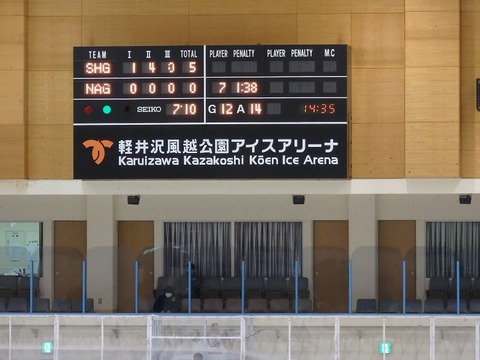 TEAM I II III TOTAL PLAYER PENALTY PLAYER PENALTY M.C
SHG 1 4 0 5
NAG 0 0 0 0 7 1:38
SEIKO 7:10 G 12 A 14 14:35
軽井沢風越公園アイスアリーナ
Karuizawa Kazakoshi Kōen Ice Arena